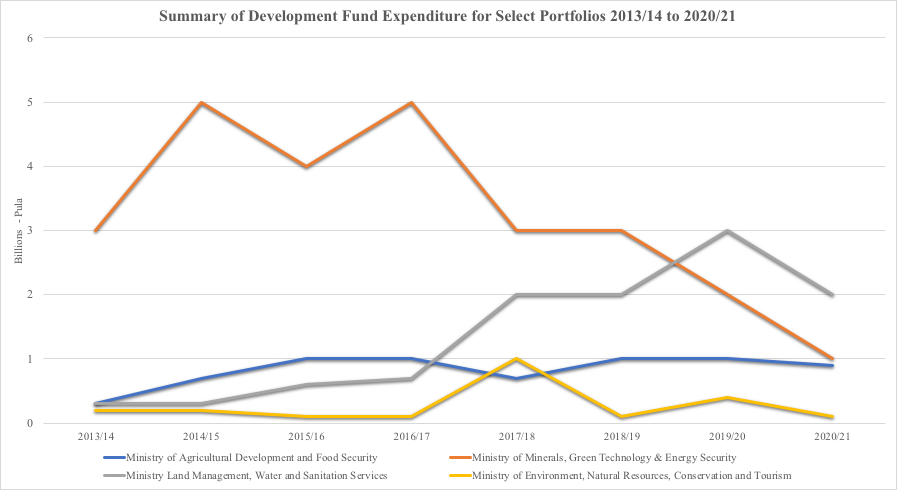 Summary of Development Fund Expenditure for Select Portfolios 2013/14 to 2020/21
6
5
4
3
2
1
0
Billions - Pula
2013/14 2014/15 2015/16 2016/17 2017/18 2018/19 2019/20 2020/21
Ministry of Agricultural Development and Food Security
Ministry of Minerals, Green Technology & Energy Security
Ministry Land Management, Water and Sanitation Services
Ministry of Environment, Natural Resources, Conservation and Tourism